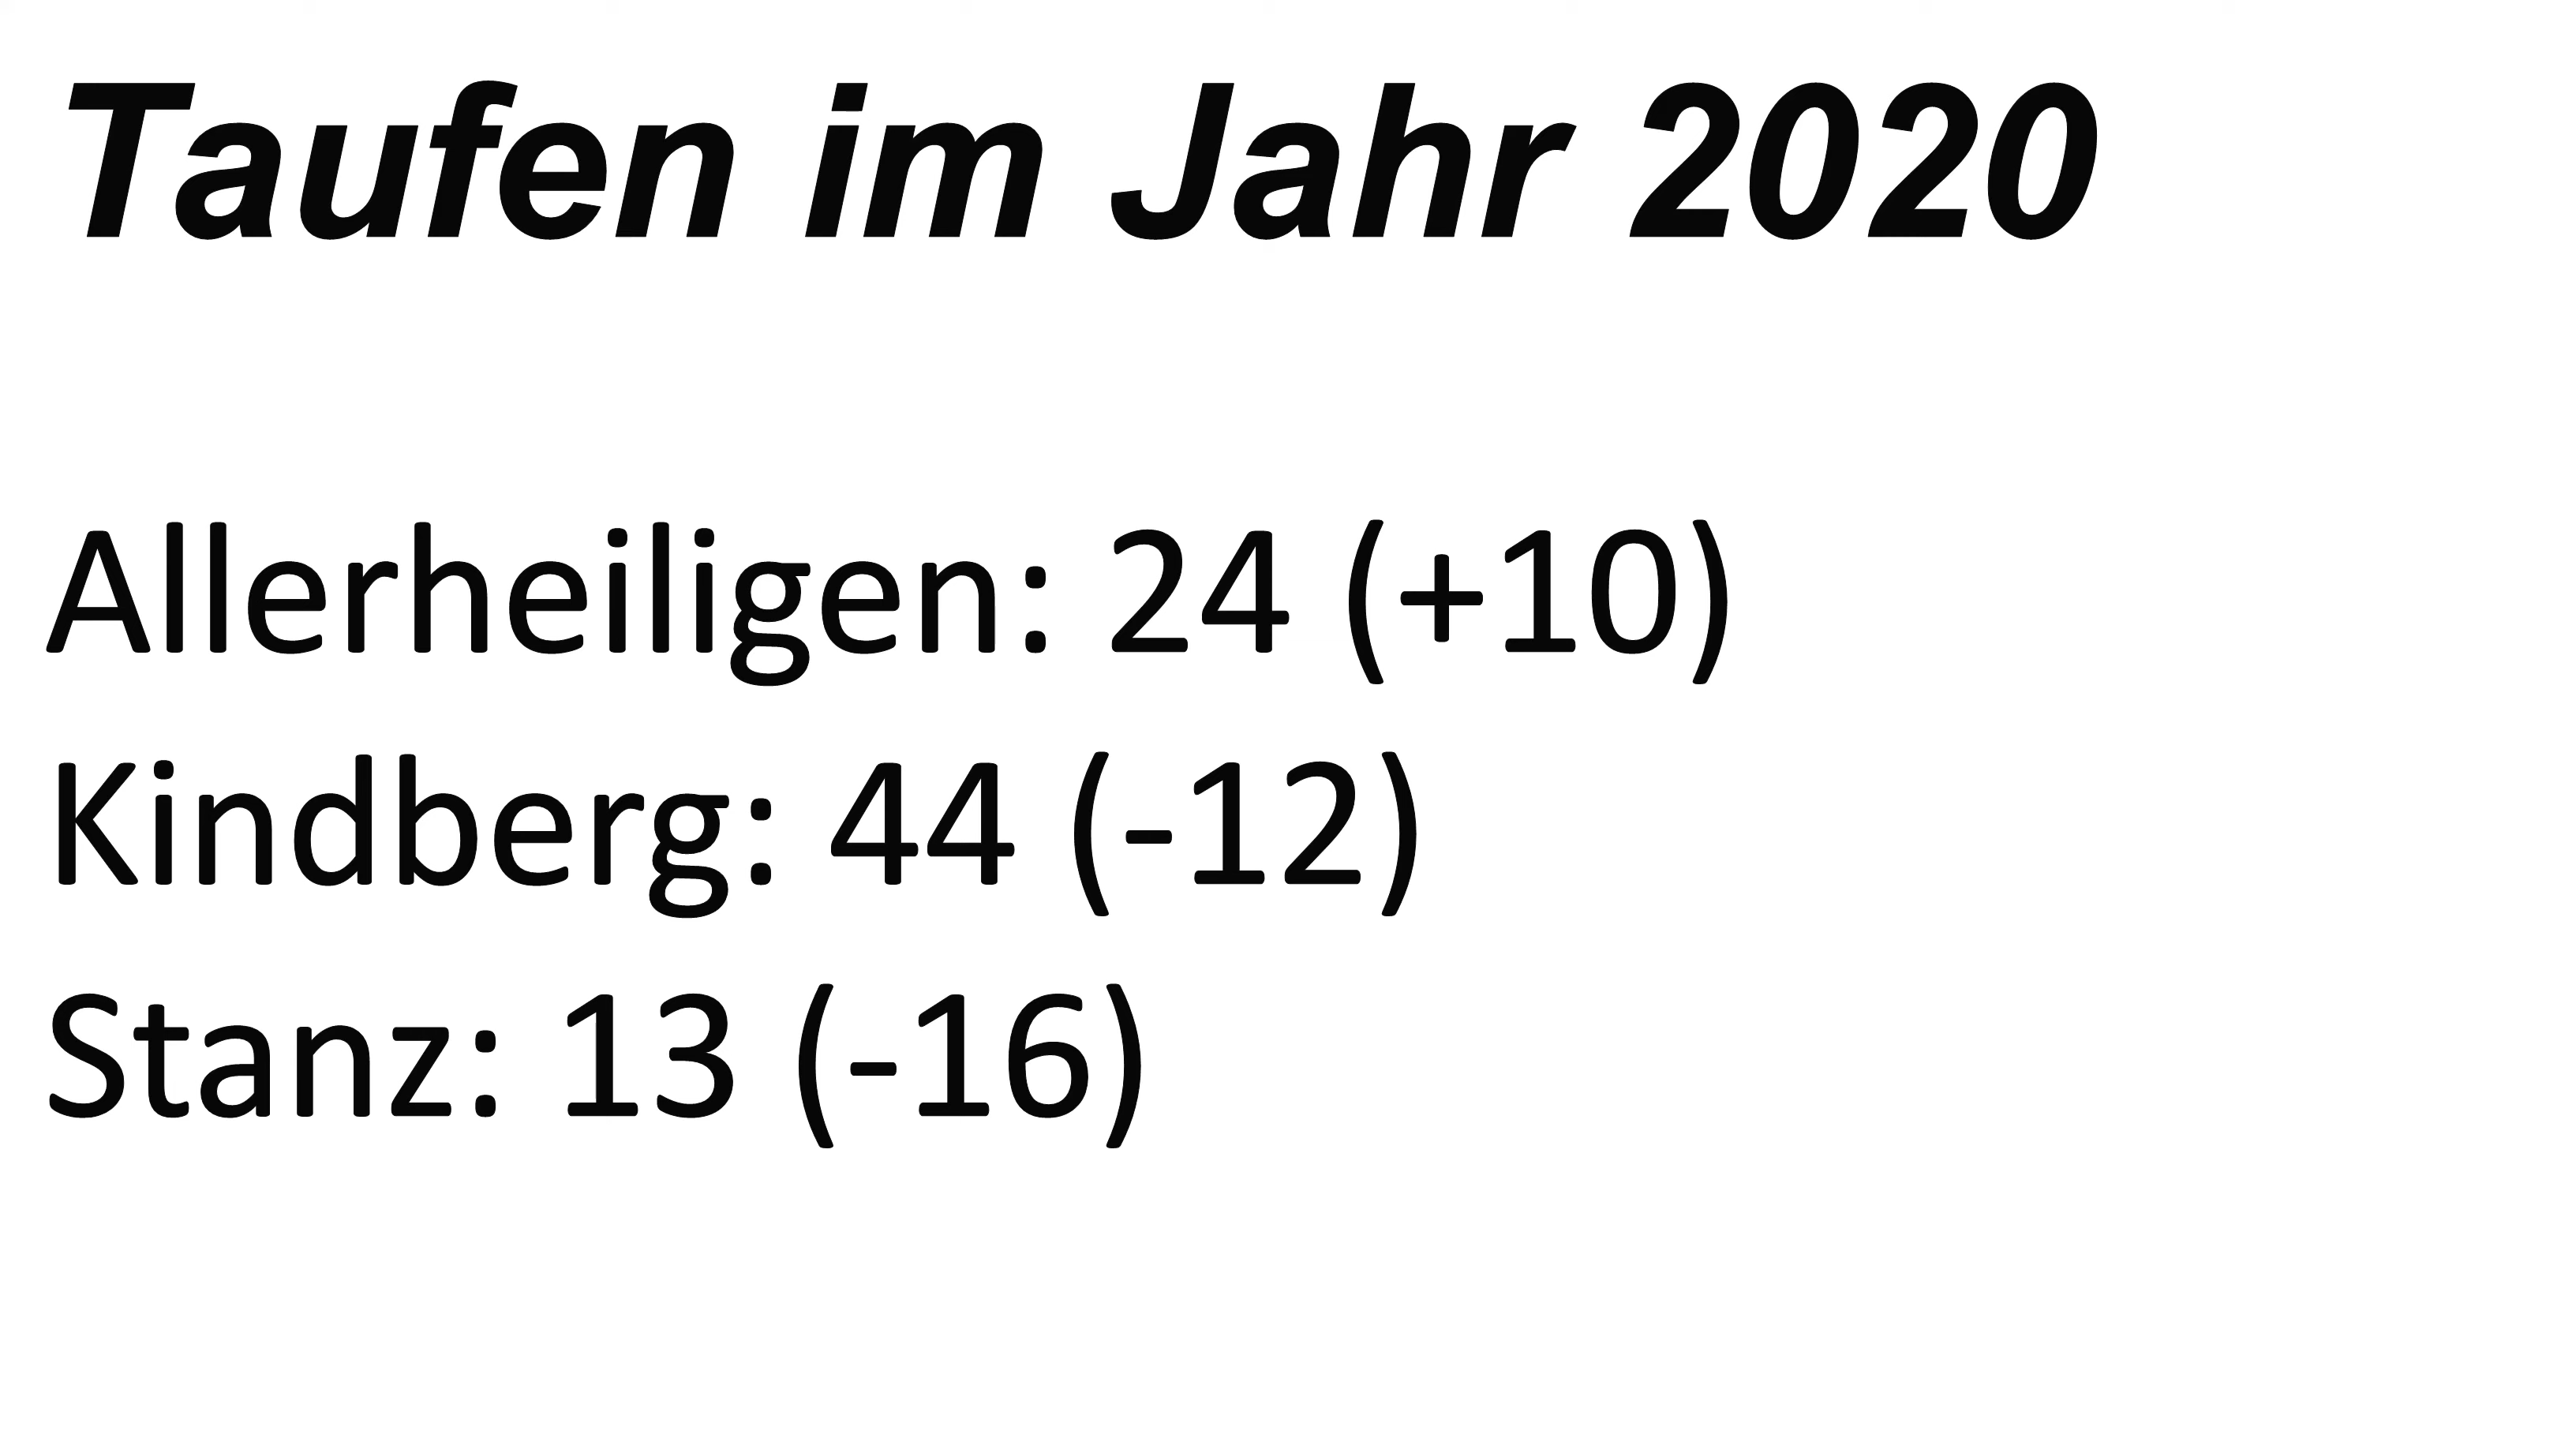 Taufen im Jahr 2020
Allerheiligen: 24 (+10)
Kindberg: 44 (-12)
Stanz: 13 (-16)